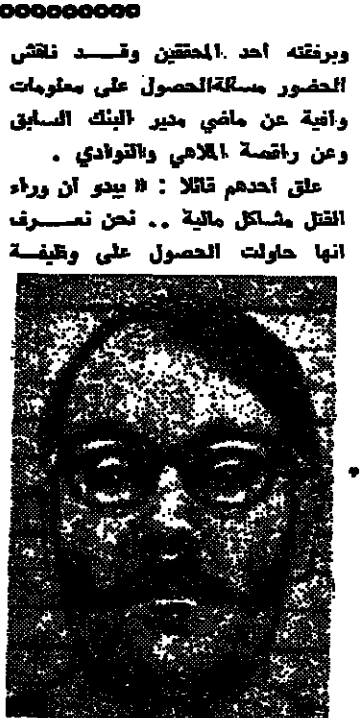 وبرفقته أحد المحققين وقد ناقش
الحضور مسألة الحصول على معلومات
وافية عن ماضي مدير البنك السابق
وعن راقصة الملاهي والنوادي .
علق أحدهم قائلا : « يبدو أن وراء
القتل مشاكل مالية .. نحن نعرف
انها حاولت الحصول على وظيفة